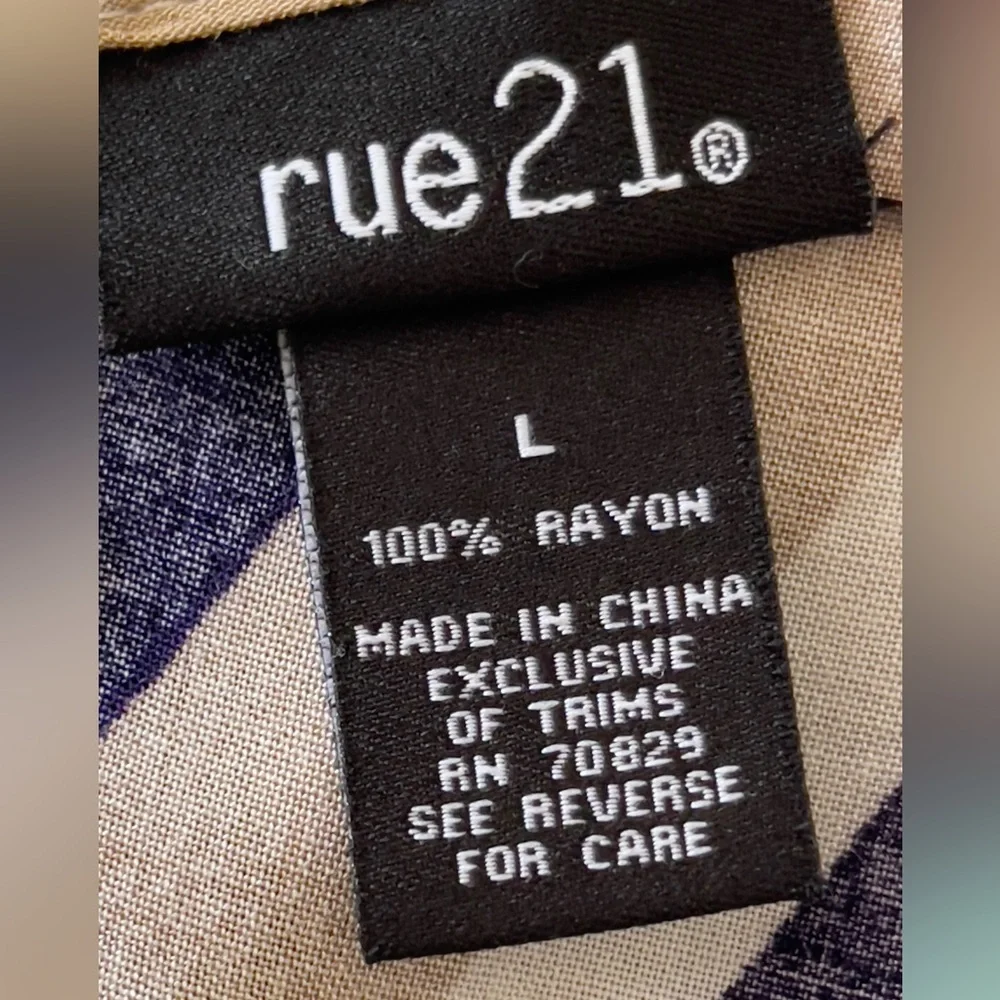 rue21®
L
100% RAYON
MADE IN CHINA
EXCLUSIVE
OF TRIMS
RN 70829
SEE REVERSE
FOR CARE